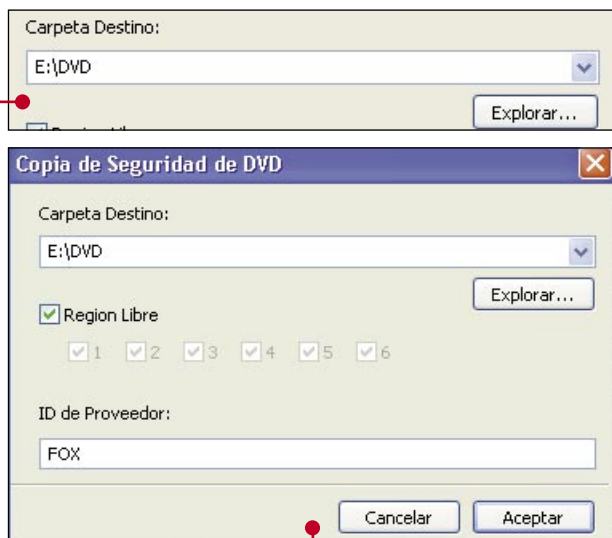 Carpeta Destino:
E:\DVD
Explorar...
Copia de Seguridad de DVD
Carpeta Destino:
E:\DVD
Explorar...
Region Libre
1 2 3 4 5 6
ID de Proveedor:
FOX
Cancelar Aceptar